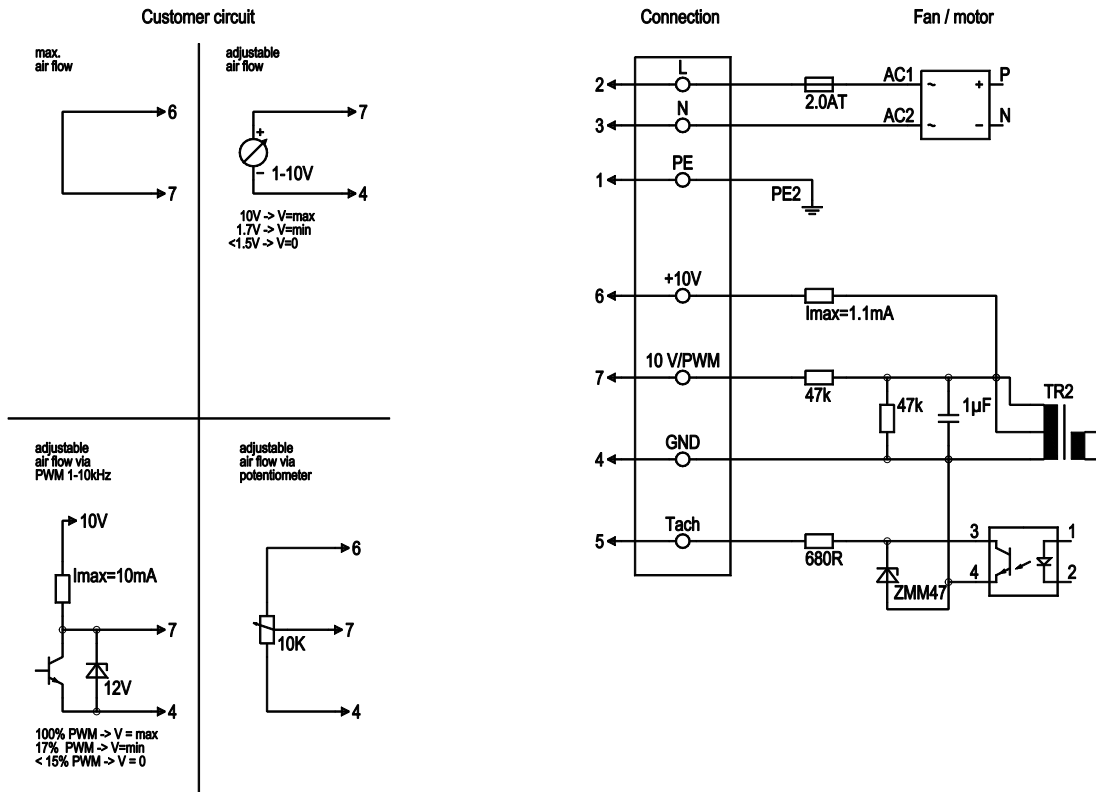 Customer circuit
max.
air flow
6
7
adjustable
air flow
7
+
− 1-10V
4
10V -> V=max
1.7V -> V=min
<1.5V -> V=0
adjustable
air flow via
PWM 1-10kHz
10V
Imax=10mA
7
12V
4
100% PWM -> V = max
17% PWM -> V=min
< 15% PWM -> V = 0
adjustable
air flow via
potentiometer
6
7
10K
4
Connection
Fan / motor
2
L
2.0AT
AC1
~
+
P
3
N
AC2
~
−
N
1
PE
PE2
6
+10V
Imax=1.1mA
7
10 V/PWM
47k
47k
1µF
TR2
4
GND
5
Tach
680R
ZMM47
3
4
1
2